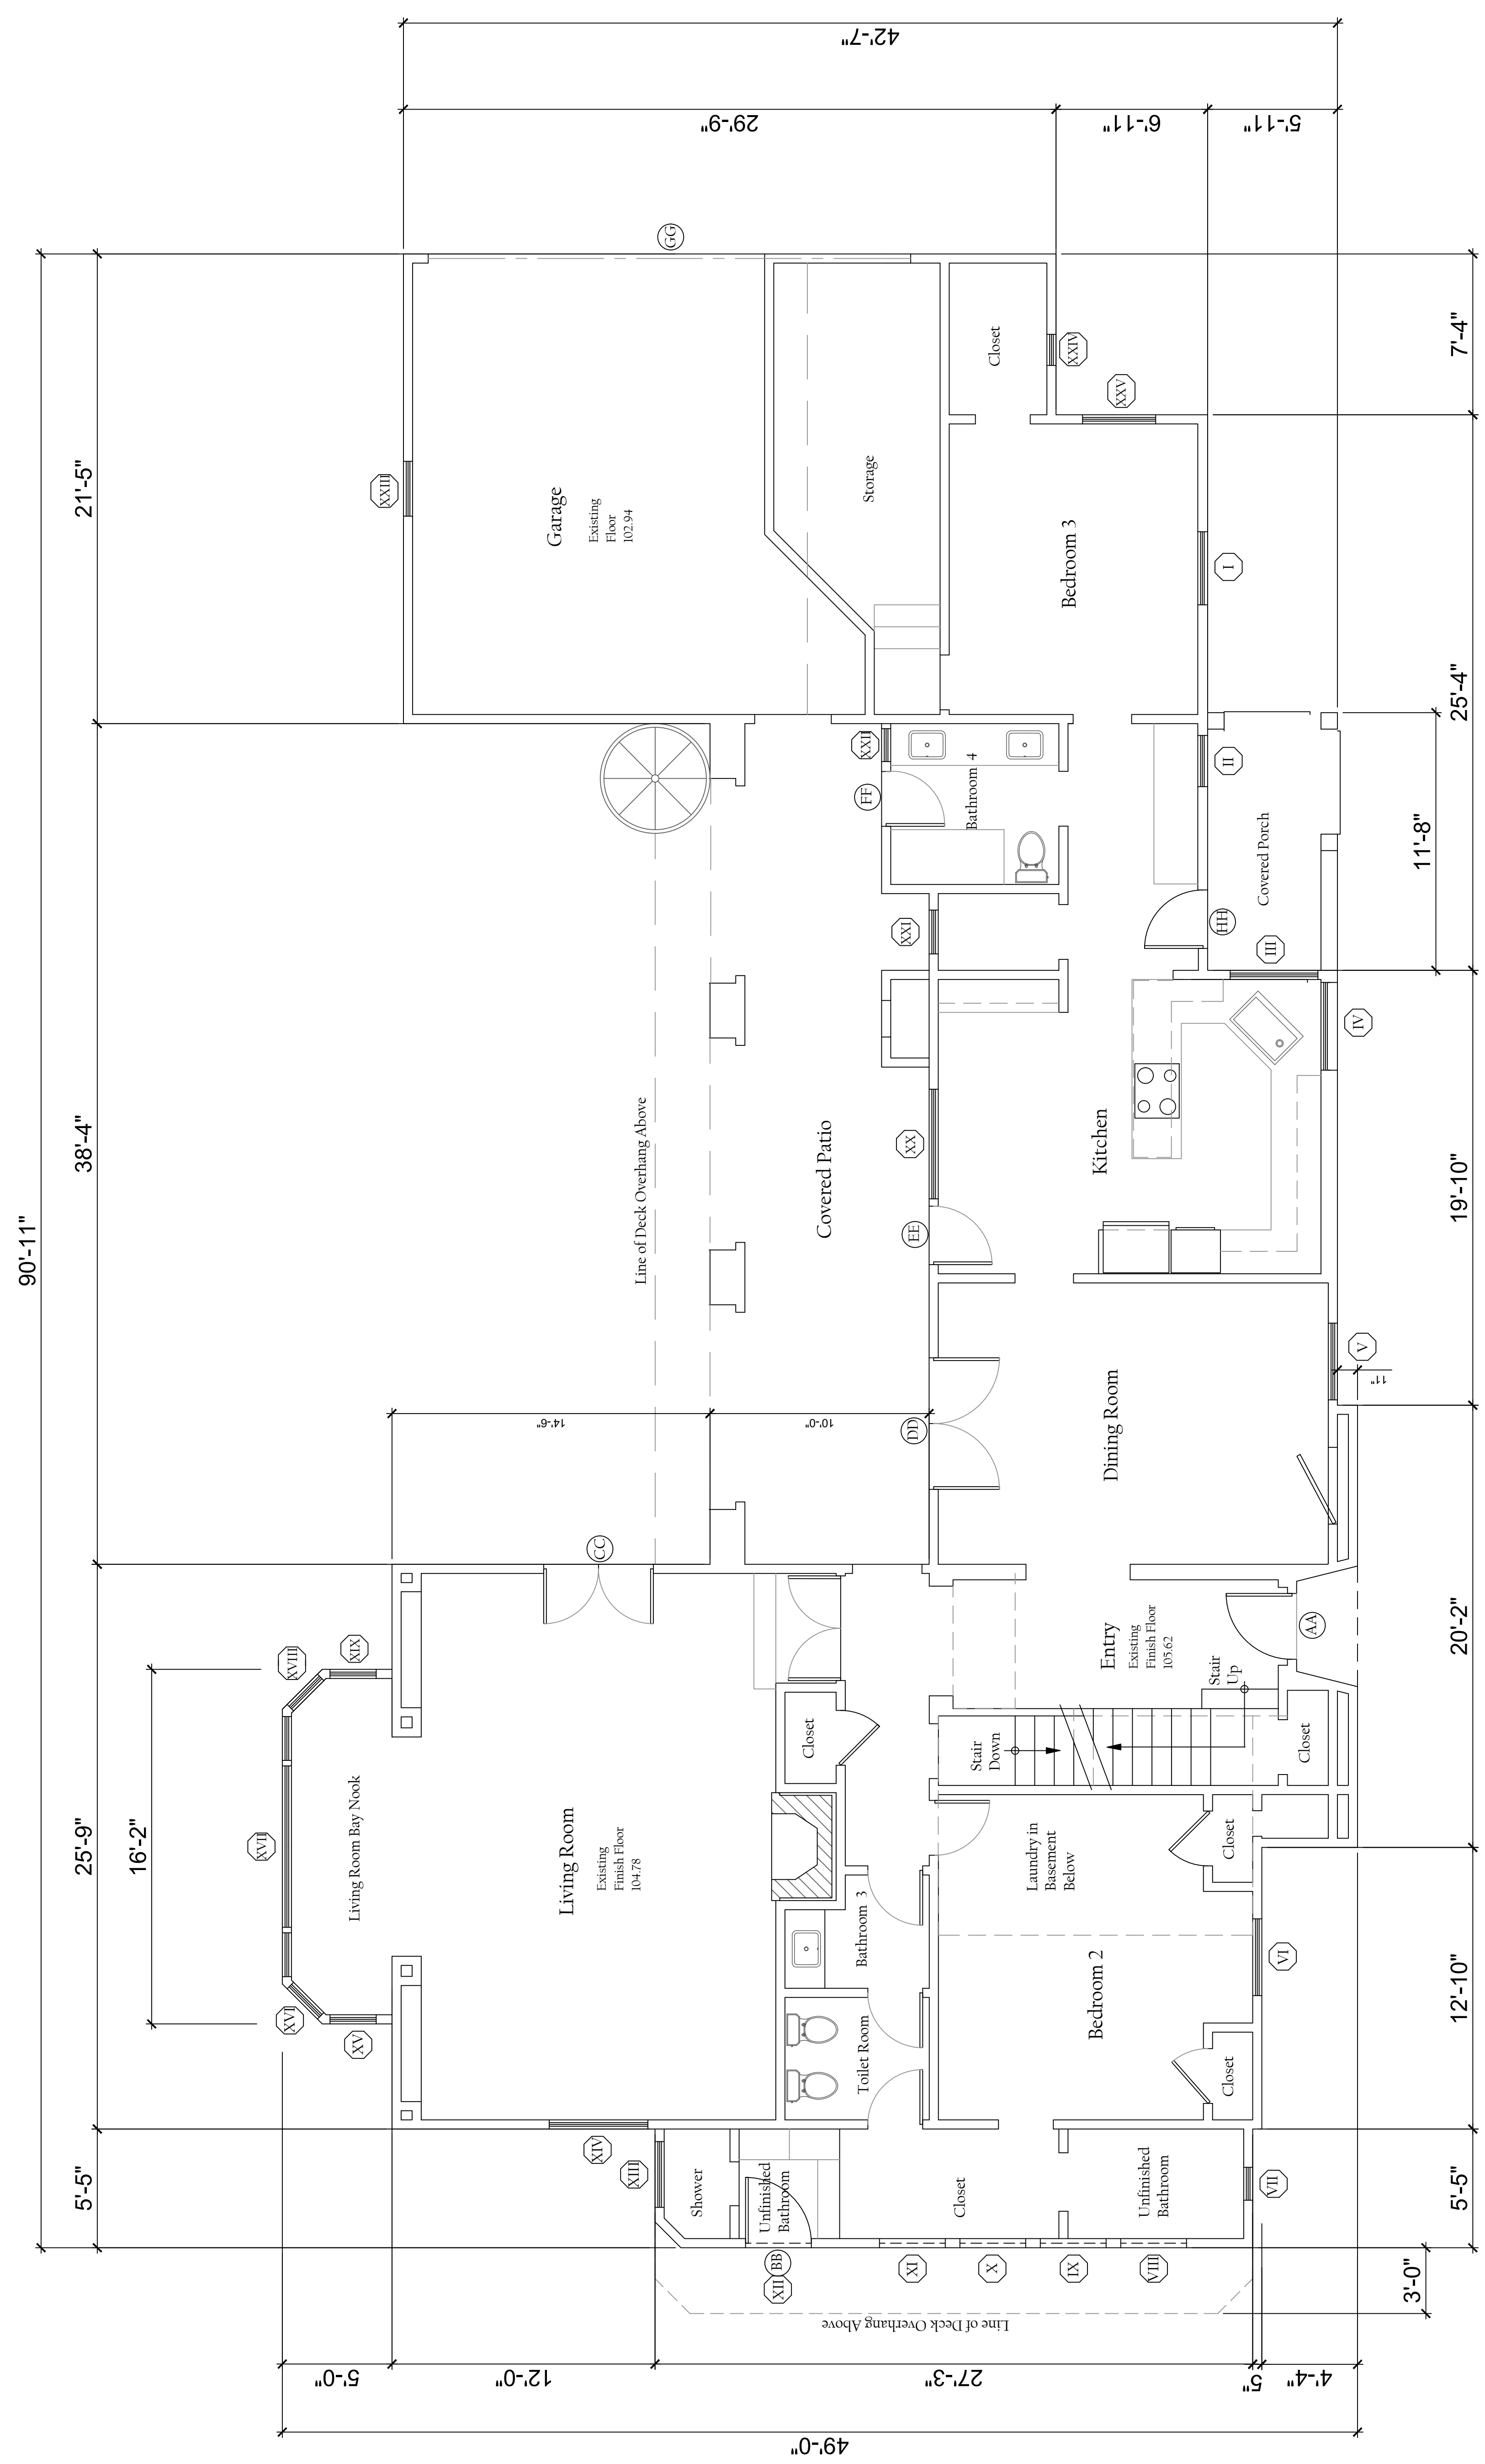 90'-11"
5'-5"
25'-9"
38'-4"
21'-5"
16'-2"
XV
XVI
XVII
XVIII
XIX
Living Room Bay Nook
XXIII
GG
CC
XIV
XIII
Living Room
Existing
Finish Floor
104.78
Garage
Existing
Floor
102.94
Line of Deck Overhang Above
14'-6"
10'-0"
Covered Patio
Storage
Shower
Unfinished
Bathroom
XII
BB
Closet
Toilet Room
Bathroom 3
DD
EE
XX
XXI
FF
XXII
Bathroom 4
Closet
XXIV
XXV
XI
X
IX
VIII
Closet
Unfinished
Bathroom
VII
Bedroom 2
Laundry in
Basement
Below
Stair
Down
Closet
Closet
Closet
VI
Entry
Existing
Finish Floor
105.62
Stair
Up
AA
Dining Room
V
11"
Kitchen
IV
III
HH
Covered Porch
II
I
Bedroom 3
11'-8"
5'-5"
12'-10"
20'-2"
19'-10"
25'-4"
7'-4"
3'-0"
Line of Deck Overhang Above
5'-0"
12'-0"
27'-3"
5"
4'-4"
49'-0"
29'-9"
6'-11"
5'-11"
42'-7"